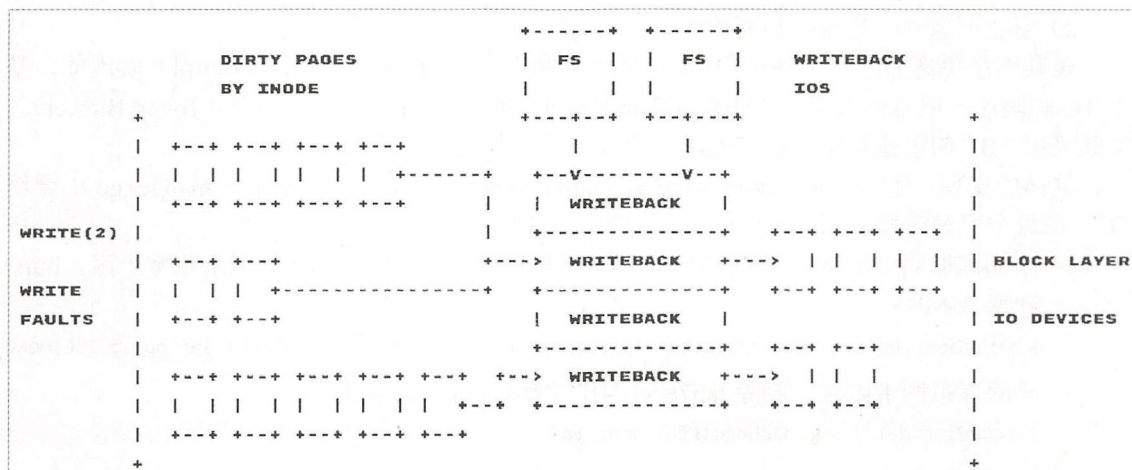 DIRTY PAGES | FS | | FS | WRITEBACK
BY INODE IOS
WRITEBACK
WRITE(2)
WRITEBACK BLOCK LAYER
WRITE
FAULTS WRITEBACK IO DEVICES
WRITEBACK